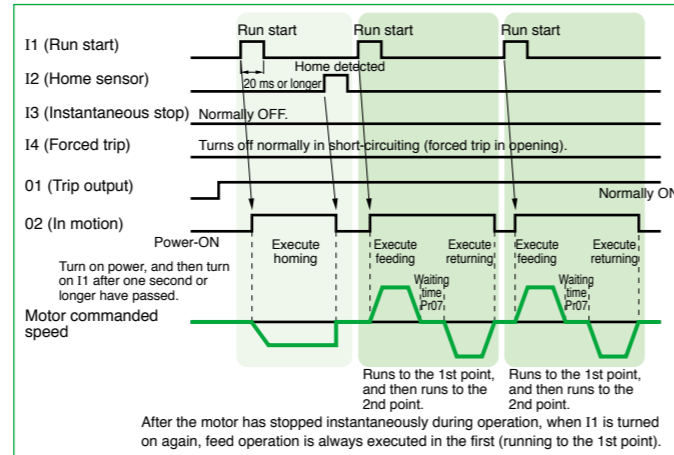 Run start Run start Run start
I1 (Run start)
Home detected
I2 (Home sensor)
20 ms or longer
I3 (Instantaneous stop) Normally OFF.
I4 (Forced trip) Turns off normally in short-circuiting (forced trip in opening).
01 (Trip output)
Normally ON
02 (In motion)
Power-ON
Execute homing
Execute feeding
Execute returning
Execute feeding
Execute returning
Turn on power, and then turn
on I1 after one second or
longer have passed.
Waiting
time
Pr07
Waiting
time
Pr07
Motor commanded
speed
Runs to the 1st point,
and then runs to the
2nd point.
Runs to the 1st point,
and then runs to the
2nd point.
After the motor has stopped instantaneously during operation, when I1 is turned
on again, feed operation is always executed in the first (running to the 1st point).